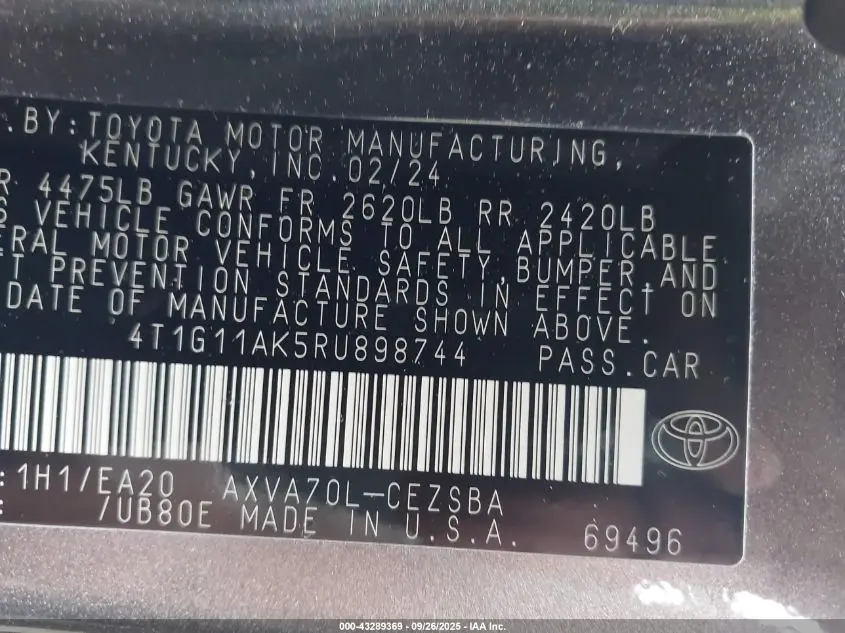 . BY: TOYOTA MOTOR MANUFACTURING,
KENTUCKY, INC. 02/24
R 4475LB GAWR FR 2620LB RR 2420LB
S VEHICLE CONFORMS TO ALL APPLICABLE
ERAL MOTOR VEHICLE SAFETY, BUMPER, AND
T PREVENTION STANDARDS IN EFFECT ON
DATE OF MANUFACTURE SHOWN ABOVE.
4T1G11AK5RU898744 PASS.CAR
: 1H1/EA20 AXVA70L-CEZSBA
: /UB80E MADE IN U.S.A. 69496
000-43289369 • 09/26/2025 • IAA Inc.